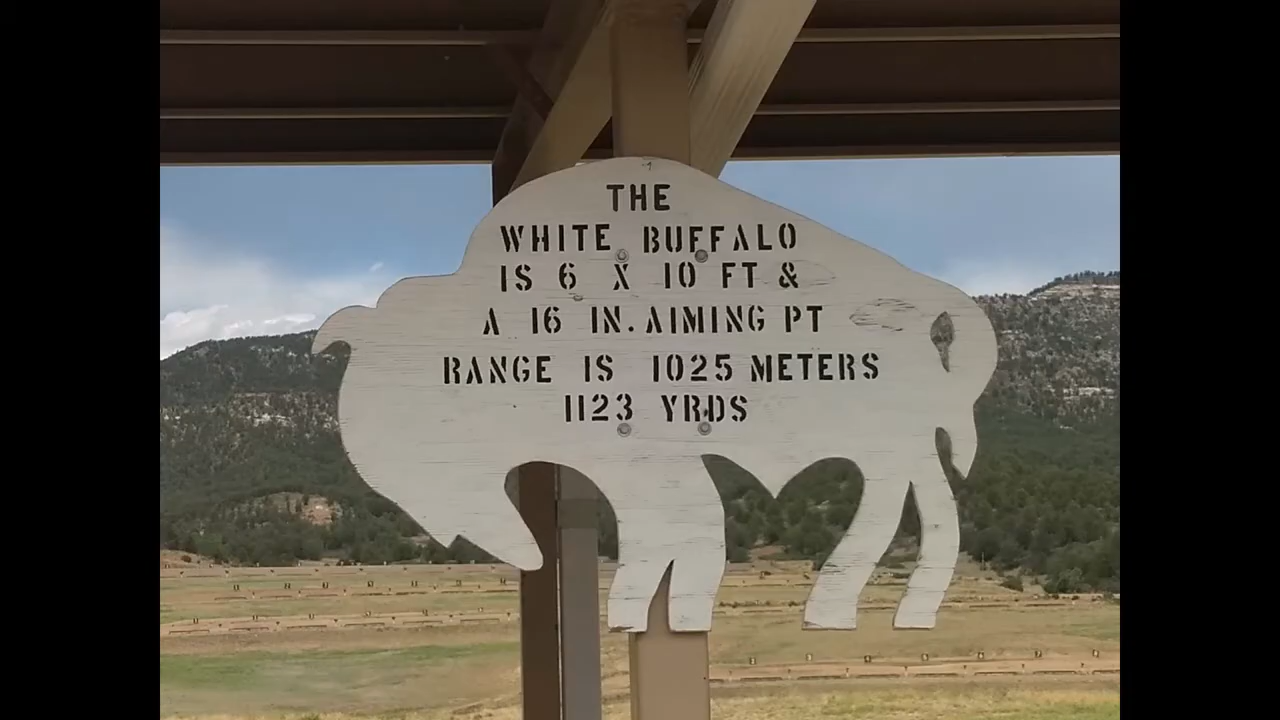 THE
WHITE BUFFALO
IS 6 X 10 FT &
A 16 IN. AIMING PT
RANGE IS 1025 METERS
1123 YRDS